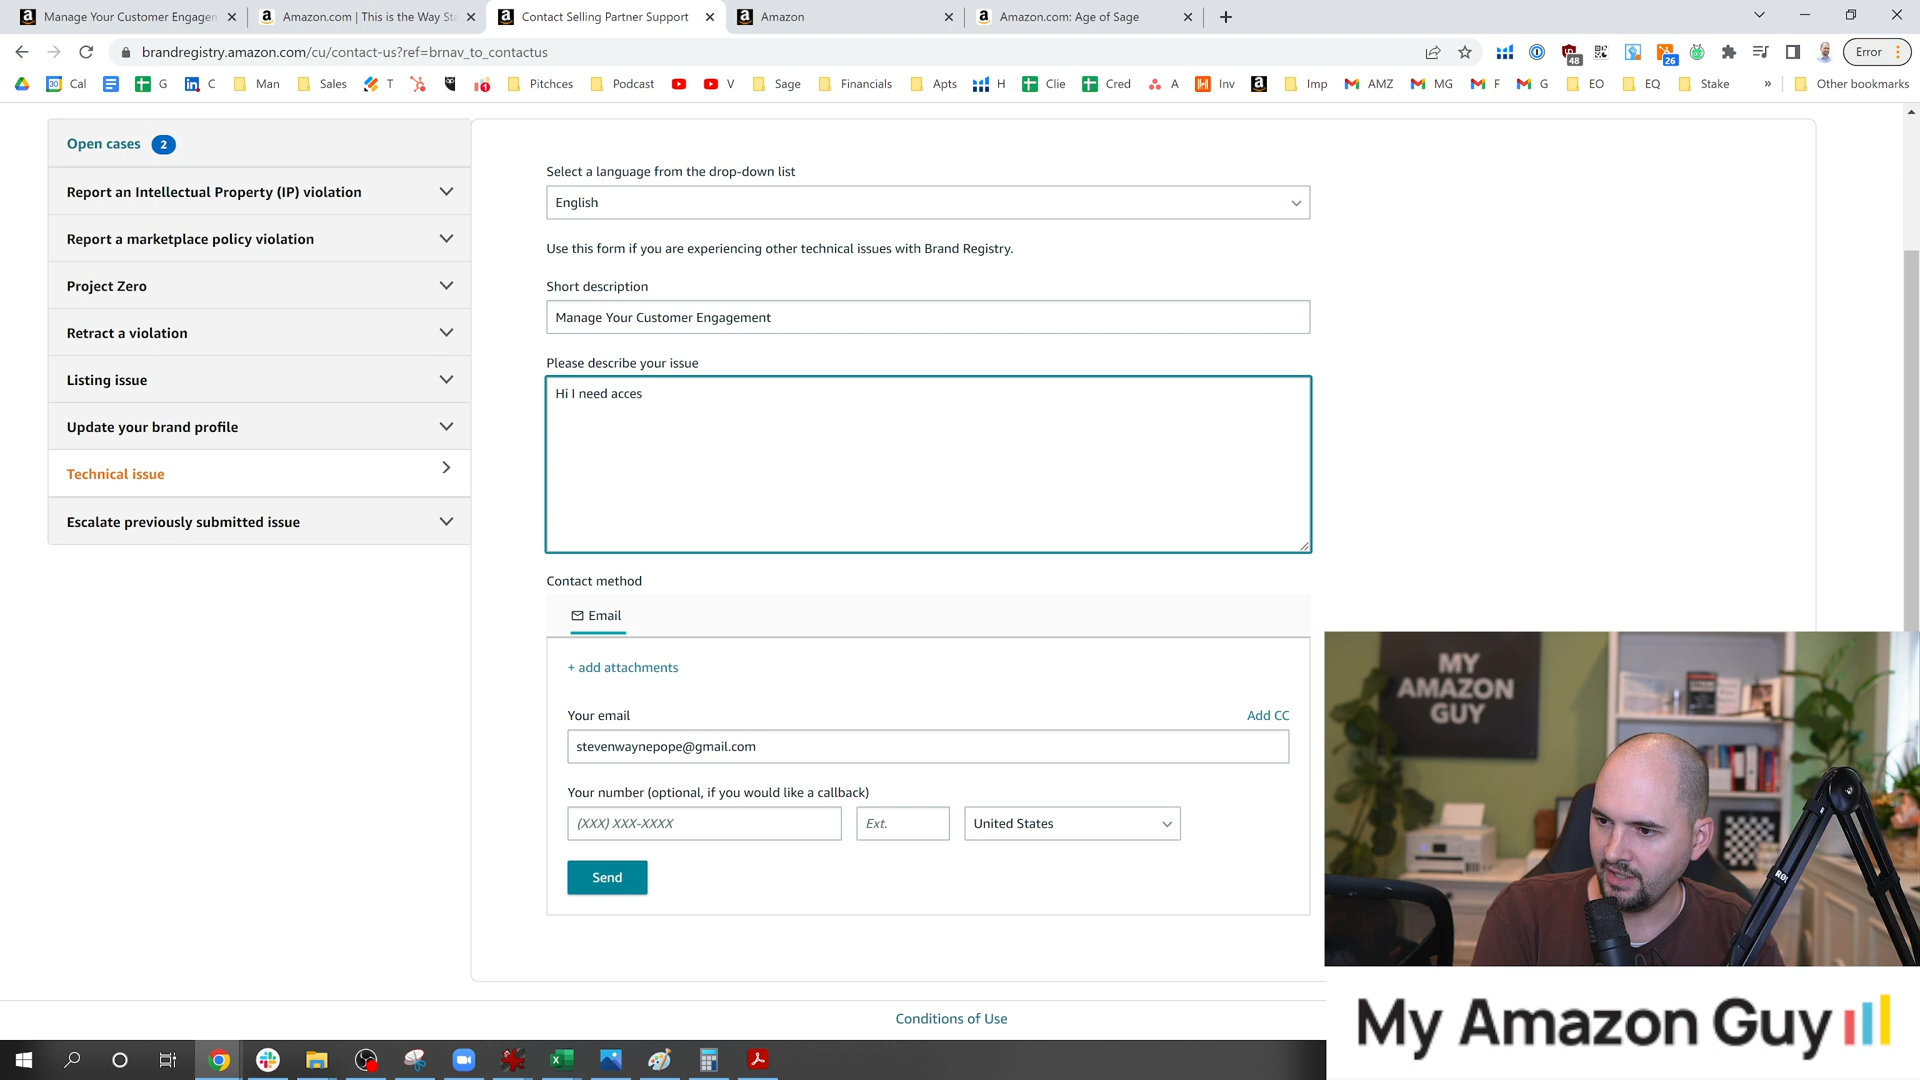 Manage Your Customer Engagem
Amazon.com | This is the Way Sta
Contact Selling Partner Support
Amazon
Amazon.com: Age of Sage
brandregistry.amazon.com/cu/contact-us?ref=brnav_to_contactus
48
26
Error
30 Cal
G
C
Man
Sales
T
1
Pitchces
Podcast
V
Sage
Financials
Apts
H
Clie
Cred
A
Inv
Imp
AMZ
MG
F
G
EO
EQ
Stake
»
Other bookmarks
Open cases 2
Report an Intellectual Property (IP) violation
Report a marketplace policy violation
Project Zero
Retract a violation
Listing issue
Update your brand profile
Technical issue
Escalate previously submitted issue
Select a language from the drop-down list
English
Use this form if you are experiencing other technical issues with Brand Registry.
Short description
Manage Your Customer Engagement
Please describe your issue
Hi I need acces
Contact method
Email
+ add attachments
Your email
Add CC
stevenwaynepope@gmail.com
Your number (optional, if you would like a callback)
(XXX) XXX-XXXX
Ext.
United States
Send
Conditions of Use
MY
AMAZON
GUY
My Amazon Guy